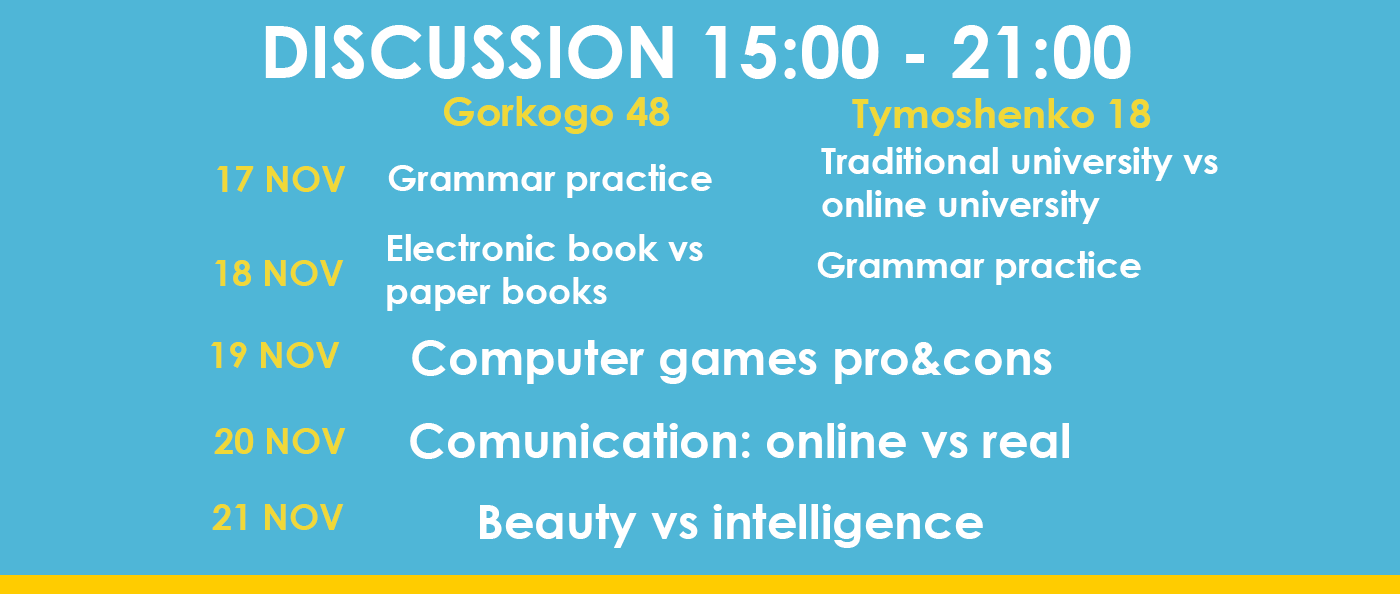 DISCUSSION 15:00 - 21:00
Gorkogo 48
Tymoshenko 18
17 NOV
Grammar practice
Traditional university vs
online university
18 NOV
Electronic book vs
paper books
Grammar practice
19 NOV
Computer games pro&cons
20 NOV
Comunication: online vs real
21 NOV
Beauty vs intelligence